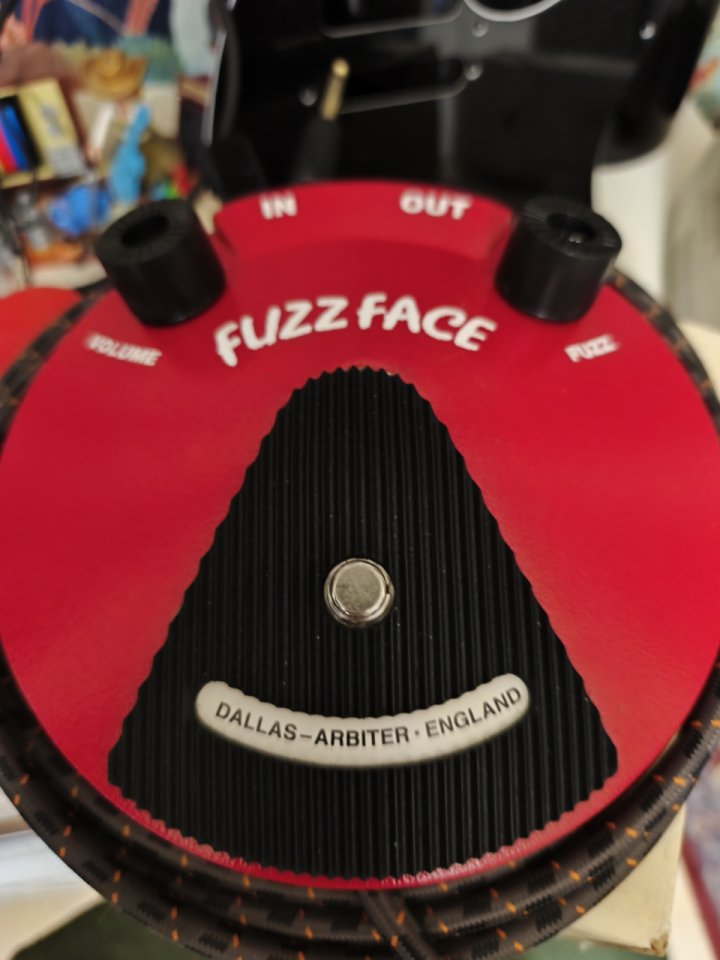 IN OUT
FUZZ FACE
VOLUME FUZZ
DALLAS-ARBITER · ENGLAND